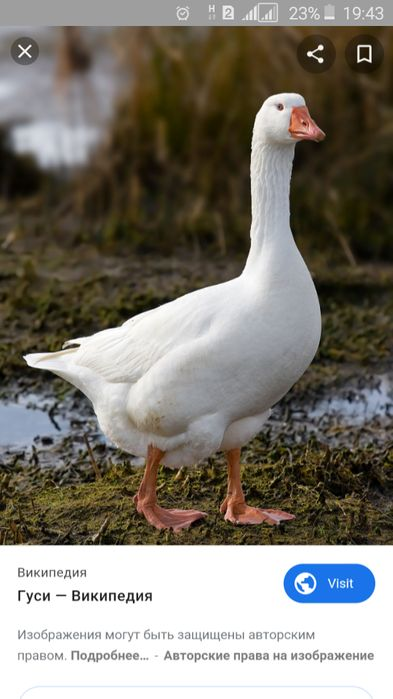 23% 19:43
Википедия
Гуси — Википедия
Visit
Изображения могут быть защищены авторским
правом. Подробнее... - Авторские права на изображение